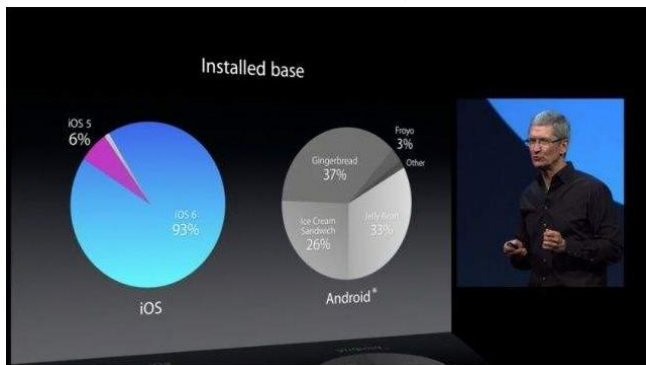 Installed base
iOS 5
6%
iOS 6
93%
iOS
Froyo
3%
Other
Gingerbread
37%
Ice Cream
Sandwich
26%
Jelly Bean
33%
Android*